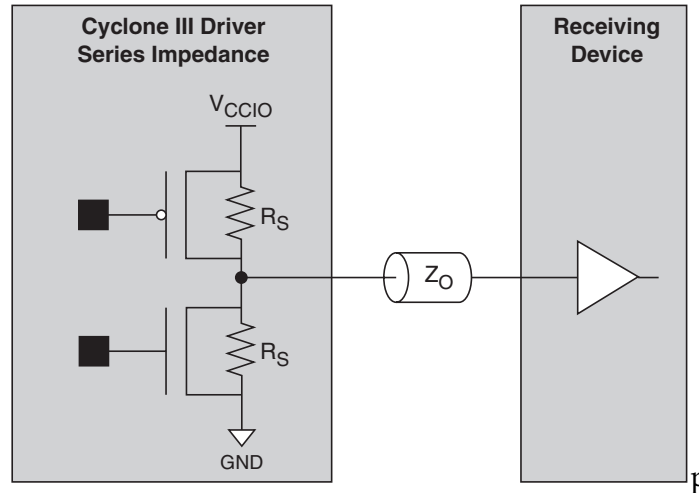 Cyclone III Driver
Series Impedance
Receiving
Device
VCCIO
RS
ZO
RS
GND